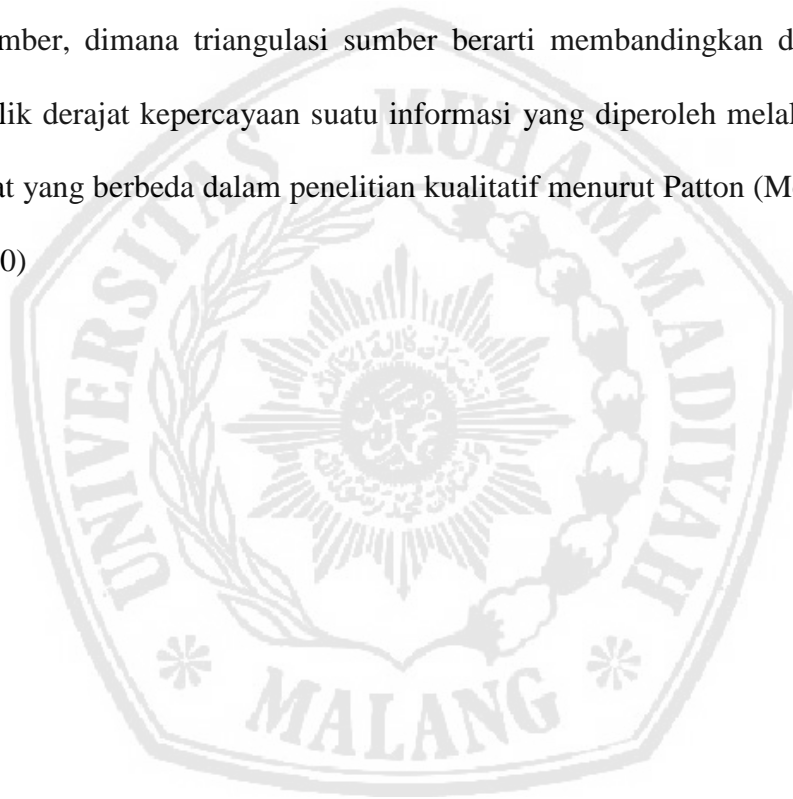 mber, dimana triangulasi sumber berarti membandingkan d
lik derajat kepercayaan suatu informasi yang diperoleh melal
at yang berbeda dalam penelitian kualitatif menurut Patton (M
0)
UNIVERSITAS MUHAMMADIYAH
MALANG